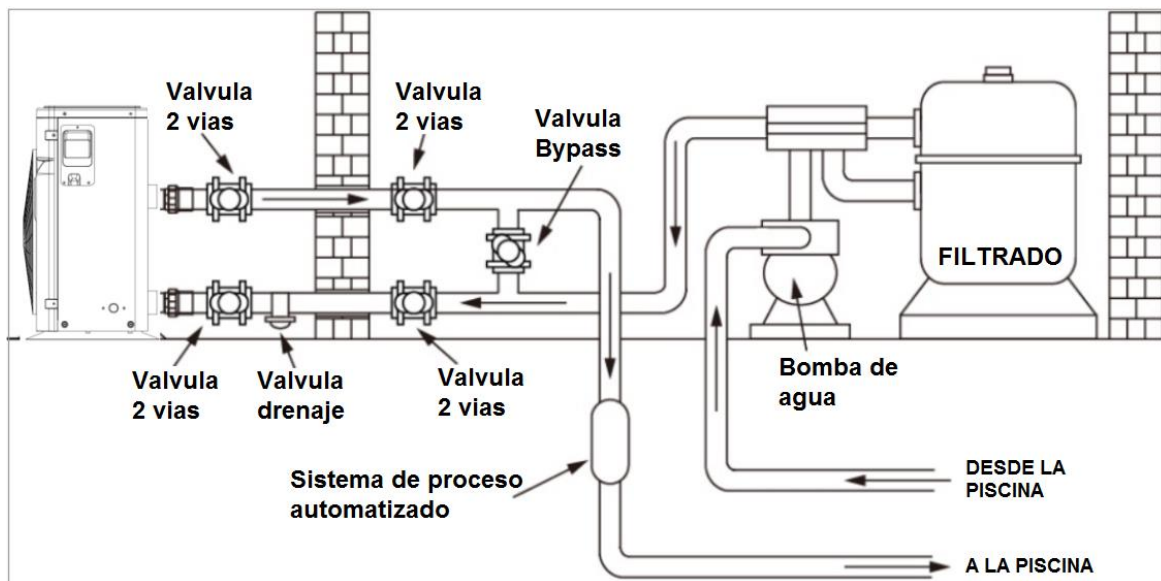 Valvula
2 vias
Valvula
2 vias
Valvula
Bypass
FILTRADO
Valvula
2 vias
Valvula
drenaje
Valvula
2 vias
Bomba de
agua
Sistema de proceso
automatizado
DESDE LA
PISCINA
A LA PISCINA